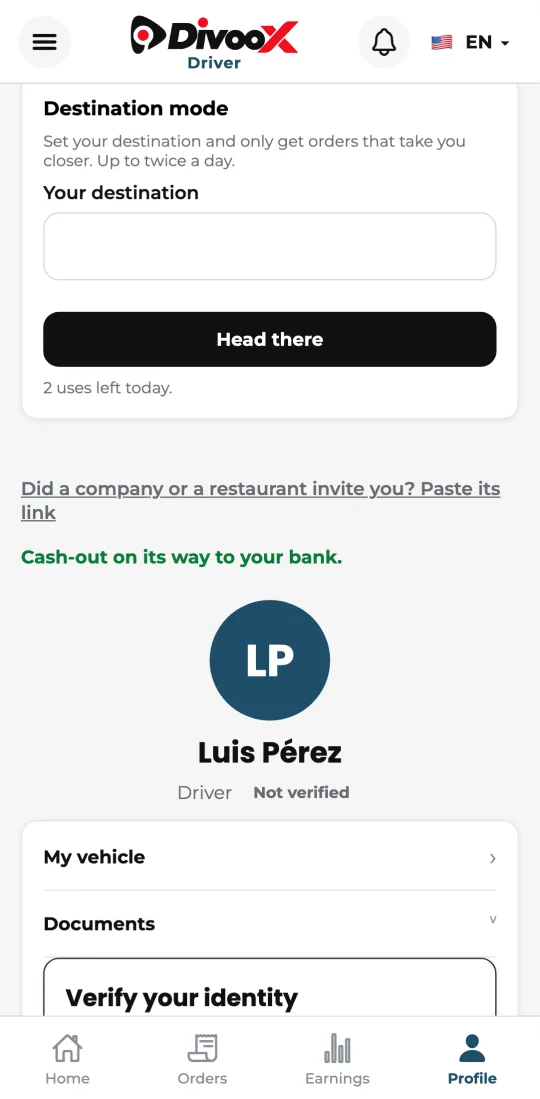 DivooX
Driver
EN
Destination mode
Set your destination and only get orders that take you
closer. Up to twice a day.
Your destination
Head there
2 uses left today.
Did a company or a restaurant invite you? Paste its
link
Cash-out on its way to your bank.
LP
Luis Pérez
Driver Not verified
My vehicle
Documents
Verify your identity
Home Orders Earnings Profile